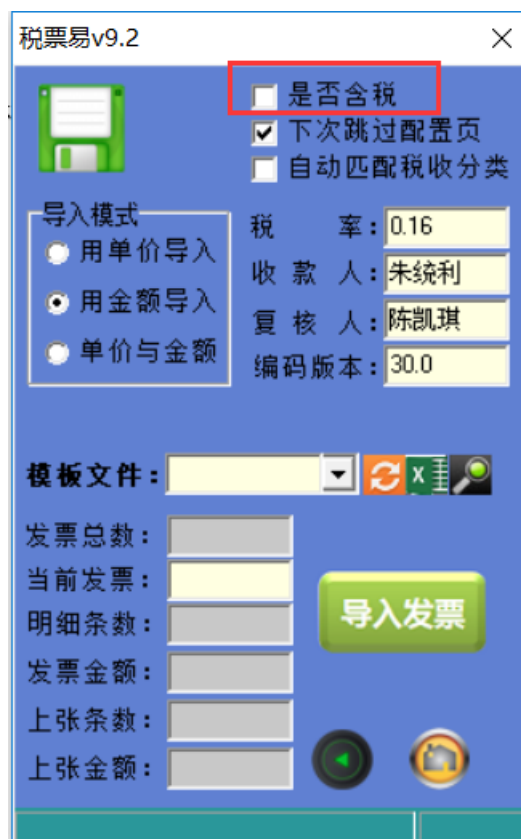 税票易v9.2
是否含税
下次跳过配置页
自动匹配税收分类
导入模式
用单价导入
用金额导入
单价与金额
税 率：0.16
收 款 人：朱统利
复 核 人：陈凯琪
编码版本：30.0
模板文件：
发票总数：
当前发票：
明细条数：
发票金额：
上张条数：
上张金额：
导入发票